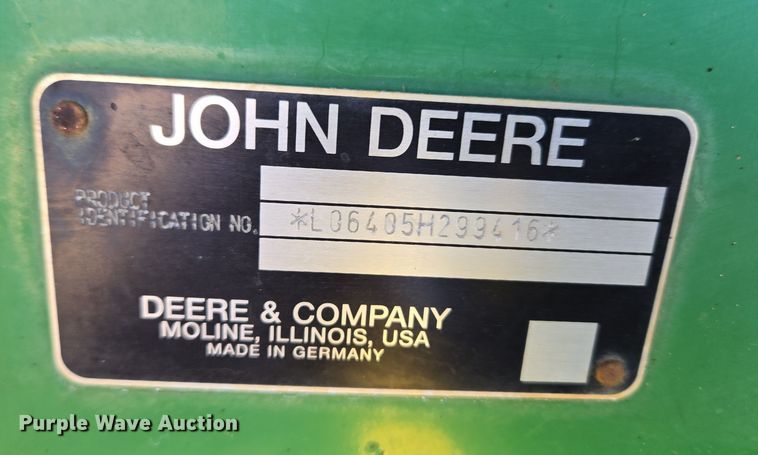 JOHN DEERE
PRODUCT
IDENTIFICATION NO. *L06405H299416*
DEERE & COMPANY
MOLINE, ILLINOIS, USA
MADE IN GERMANY
Purple Wave Auction